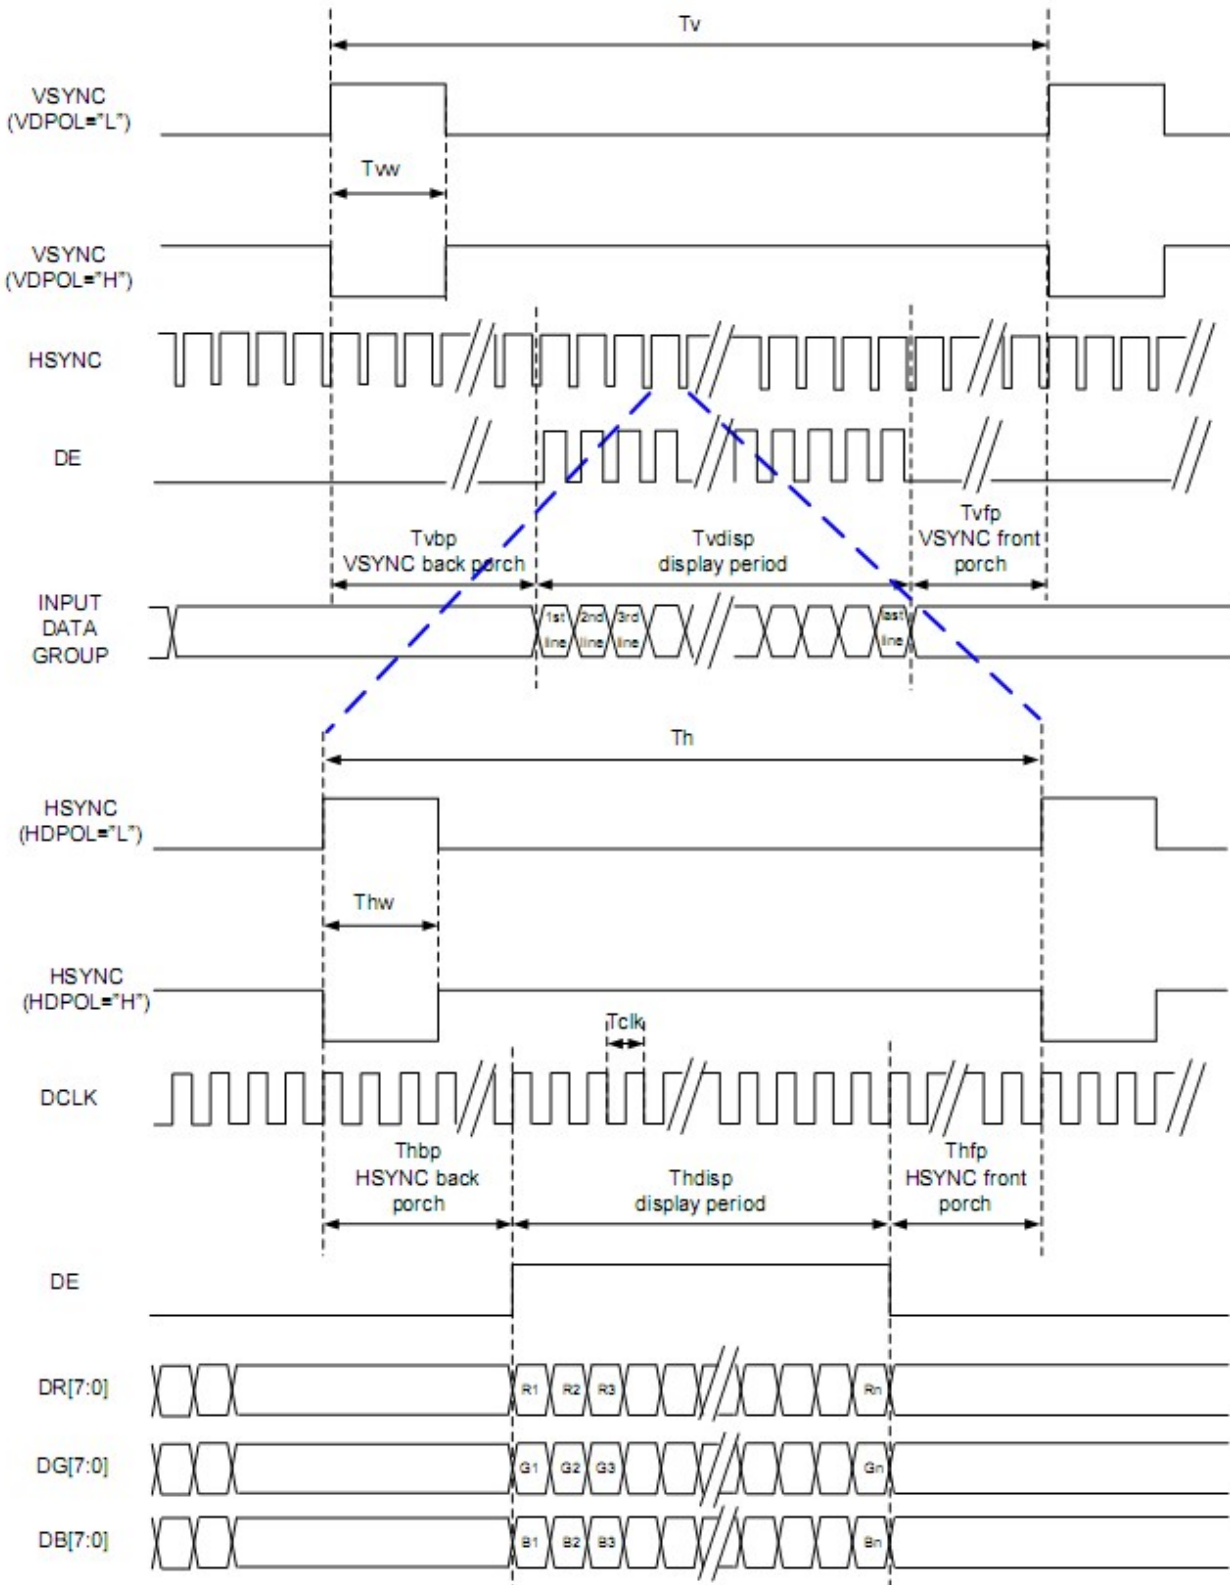 Tv
VSYNC
(VDPOL="L")
Tvw
VSYNC
(VDPOL="H")
HSYNC
DE
Tvbp
VSYNC back porch
Tvdisp
display period
Tvfp
VSYNC front
porch
INPUT
DATA
GROUP
1st
line
2nd
line
3rd
line
last
line
Th
HSYNC
(HDPOL="L")
Thw
HSYNC
(HDPOL="H")
Tclk
DCLK
Thbp
HSYNC back
porch
Thdisp
display period
Thfp
HSYNC front
porch
DE
DR[7:0]
R1 R2 R3 Rn
DG[7:0]
G1 G2 G3 Gn
DB[7:0]
B1 B2 B3 Bn